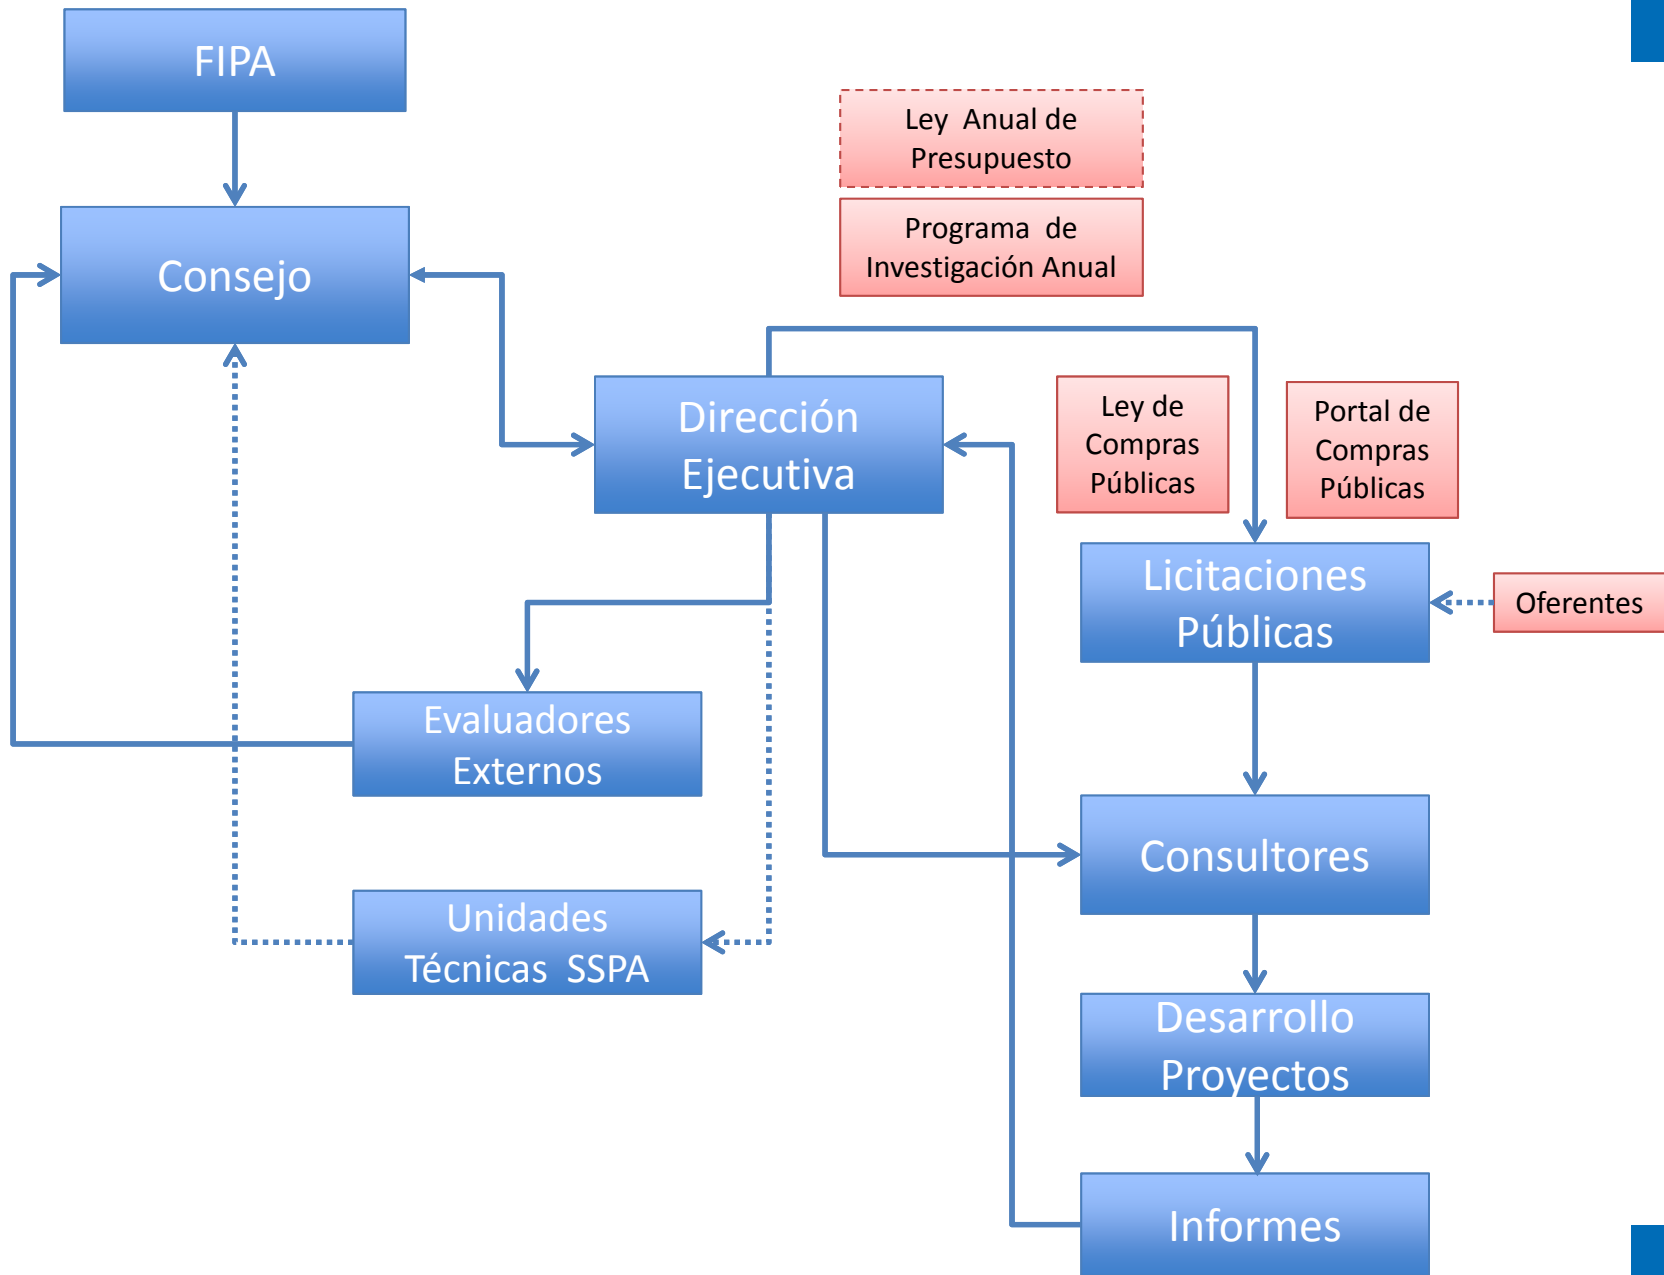 FIPA
Ley Anual de
Presupuesto
Programa de
Investigación Anual
Consejo
Dirección
Ejecutiva
Ley de
Compras
Públicas
Portal de
Compras
Públicas
Licitaciones
Públicas
Oferentes
Evaluadores
Externos
Consultores
Unidades
Técnicas SSPA
Desarrollo
Proyectos
Informes